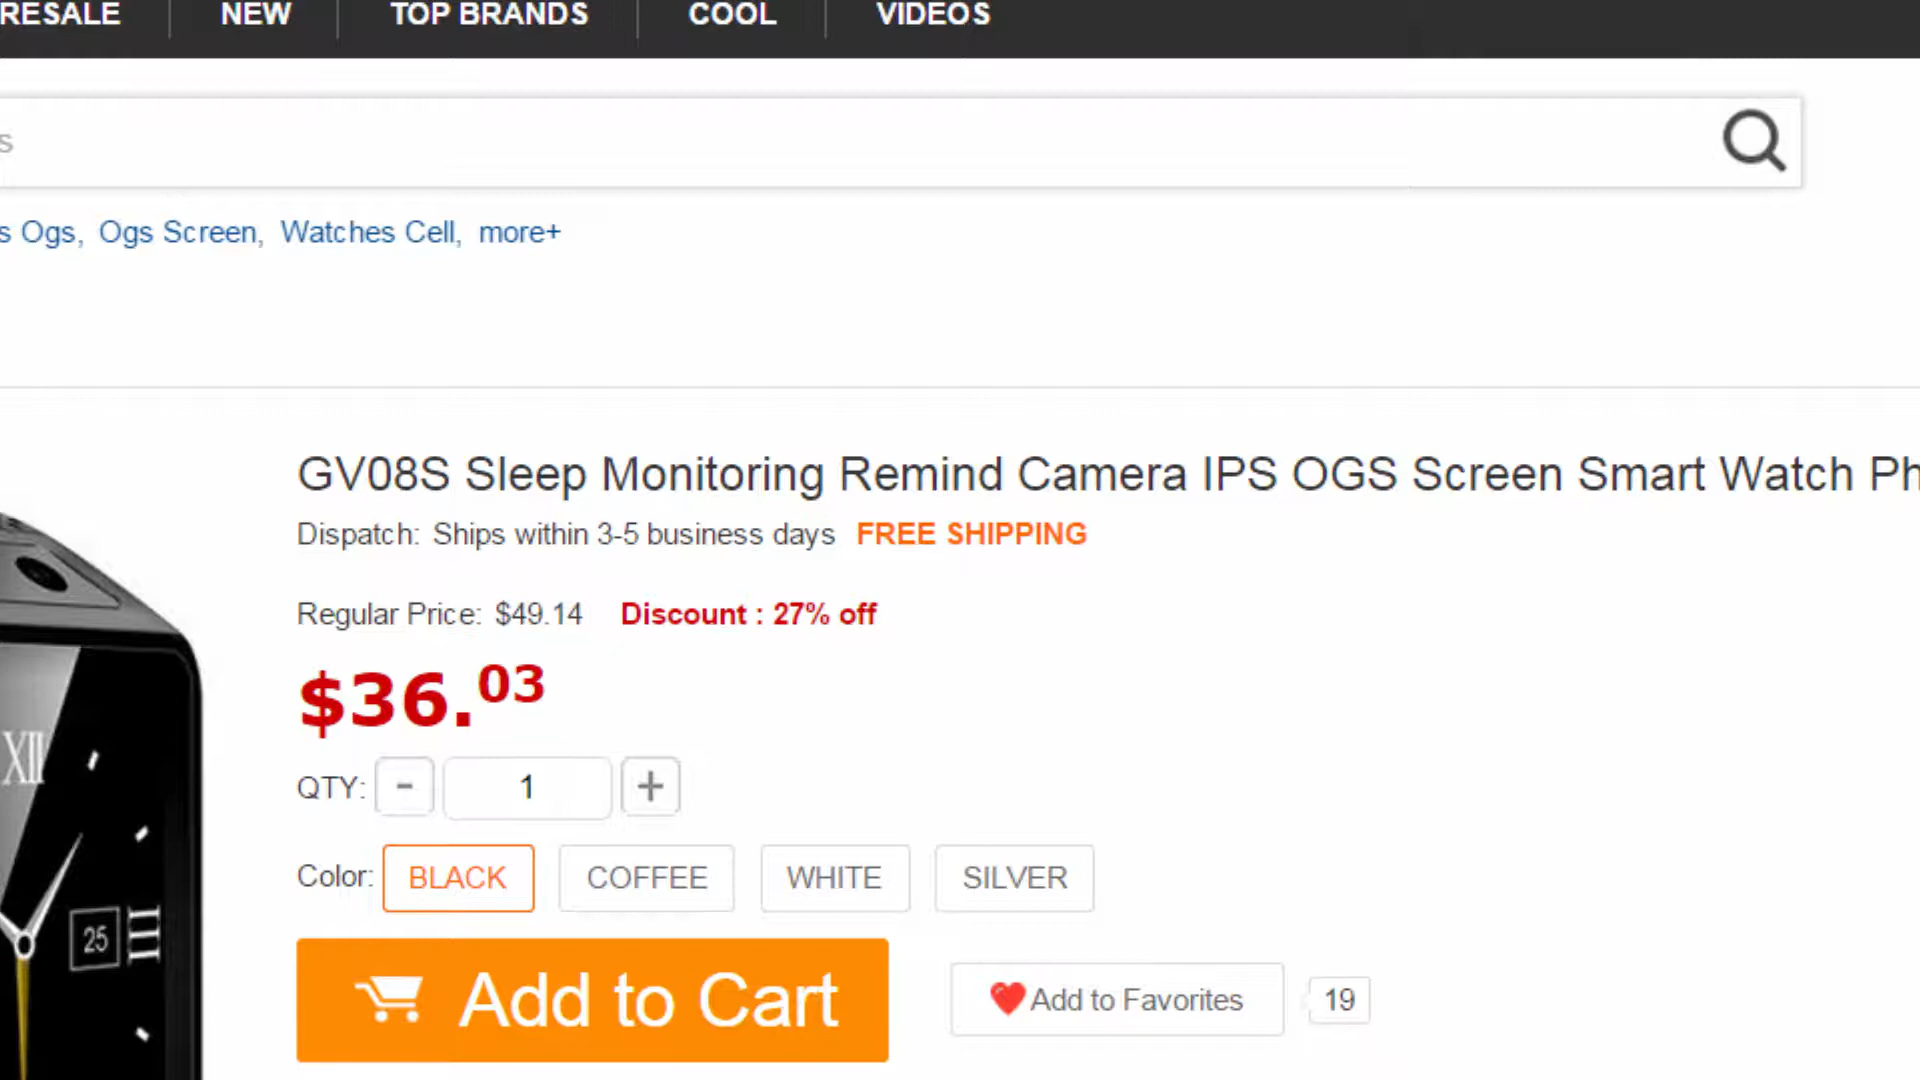 RESALE NEW TOP BRANDS COOL VIDEOS
s
s Ogs, Ogs Screen, Watches Cell, more+
GV08S Sleep Monitoring Remind Camera IPS OGS Screen Smart Watch Ph
Dispatch: Ships within 3-5 business days FREE SHIPPING
Regular Price: $49.14 Discount : 27% off
$36.03
QTY: - 1 +
Color: BLACK COFFEE WHITE SILVER
Add to Cart
Add to Favorites 19
XII
25
III